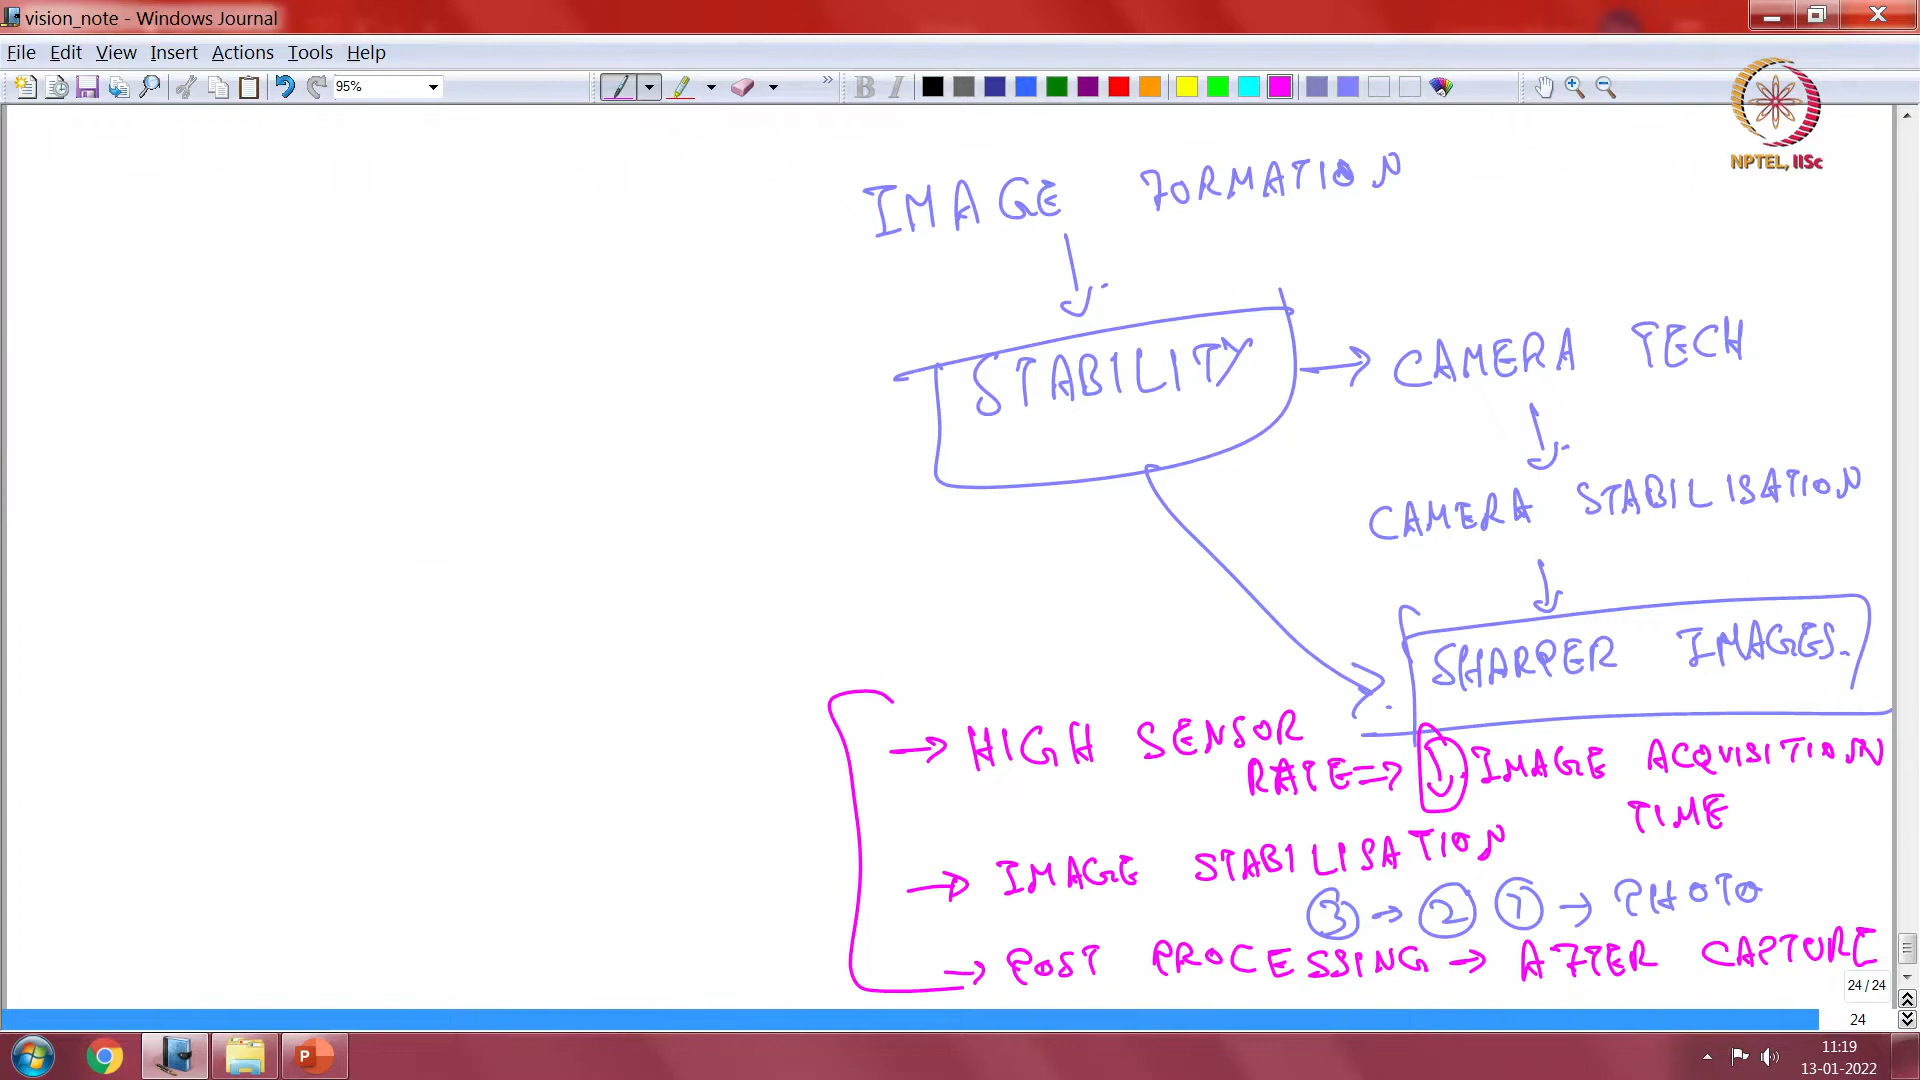 vision_note - Windows Journal
File Edit View Insert Actions Tools Help
95%
B I
NPTEL, IISc
IMAGE FORMATION
STABILITY → CAMERA TECH
CAMERA STABILISATION
SHARPER IMAGES.
→ HIGH SENSOR
RATE ⇒ ↓ IMAGE ACQUISITION
TIME
→ IMAGE STABILISATION
3 → 2 1 → PHOTO
→ POST PROCESSING → AFTER CAPTURE
24 / 24
24
P
11:19
13-01-2022